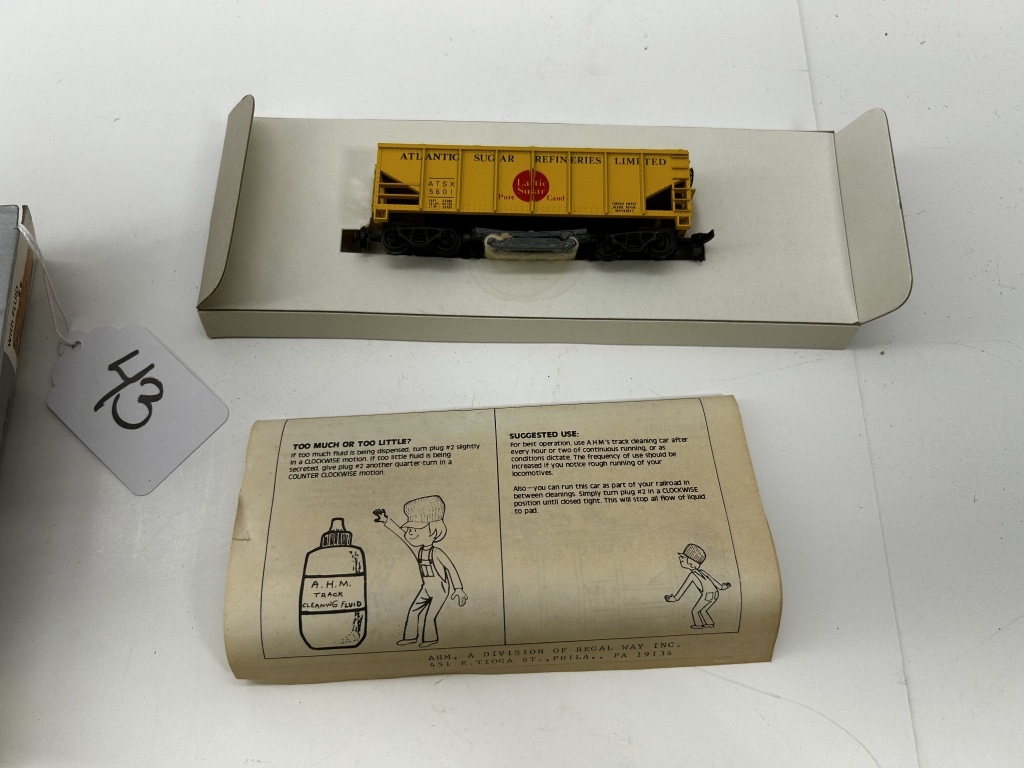 ATLANTIC SUGAR REFINERIES LIMITED
ATSX
5601
Lantic
Sugar
Pure Cand
43
TOO MUCH OR TOO LITTLE?
If too much fluid is being dispensed, turn plug #2 slightly
in a CLOCKWISE motion. If too little fluid is being
secreted, give plug #2 another quarter-turn in a
COUNTER CLOCKWISE motion.
A.H.M.
TRACK
CLEANING FLUID
SUGGESTED USE:
For best operation, use AHM's track cleaning car after
every hour or two of continuous running, or as
conditions dictate. The frequency of use should be
increased if you notice rough running of your
locomotives.
Also—you can run this car as part of your railroad in
between cleanings. Simply turn plug #2 in a CLOCKWISE
position until closed tight. This will stop all flow of liquid
to pad.
AHM, A DIVISION OF REGAL WAY INC.
451 E.TIOGA ST.,PHILA., PA 19134